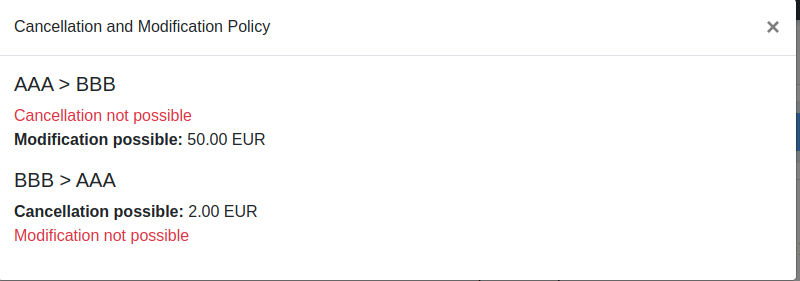 Cancellation and Modification Policy ×
AAA > BBB
Cancellation not possible
Modification possible: 50.00 EUR
BBB > AAA
Cancellation possible: 2.00 EUR
Modification not possible